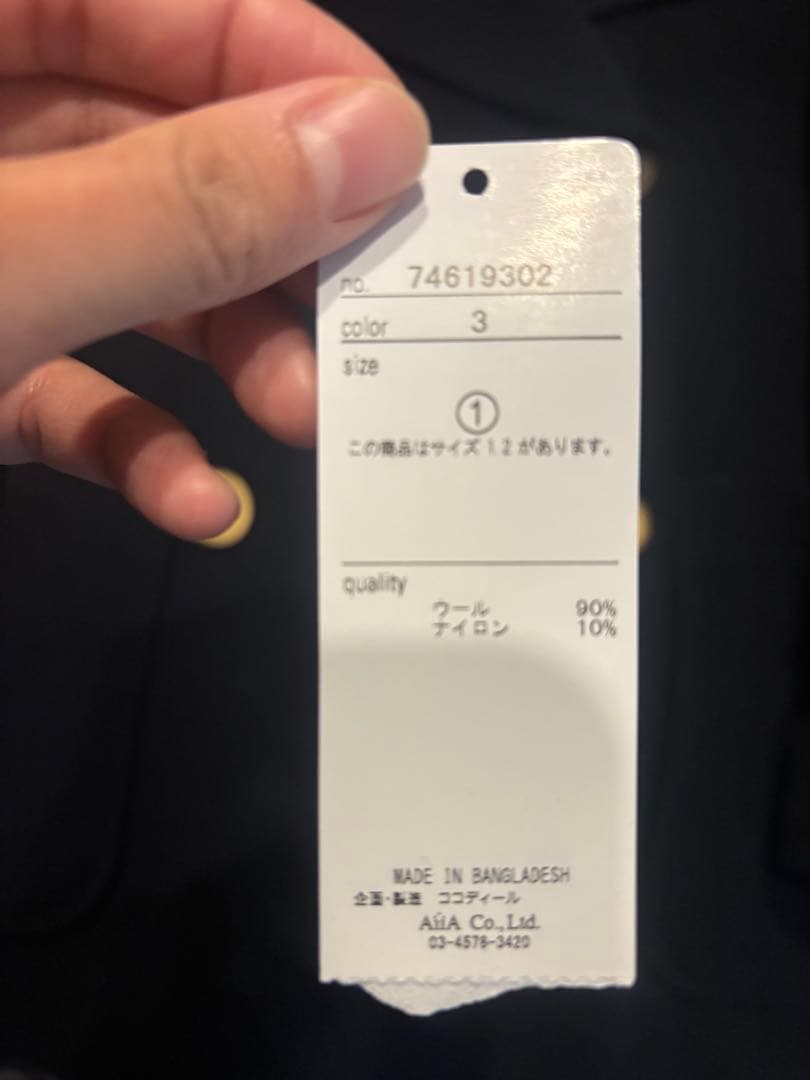 no. 74619302
color 3
size
①
この商品はサイズ 1.2 があります。
quality
ウール 90%
ナイロン 10%
MADE IN BANGLADESH
企画・製造 ココディール
AüA Co.,Ltd.
03-4578-3420